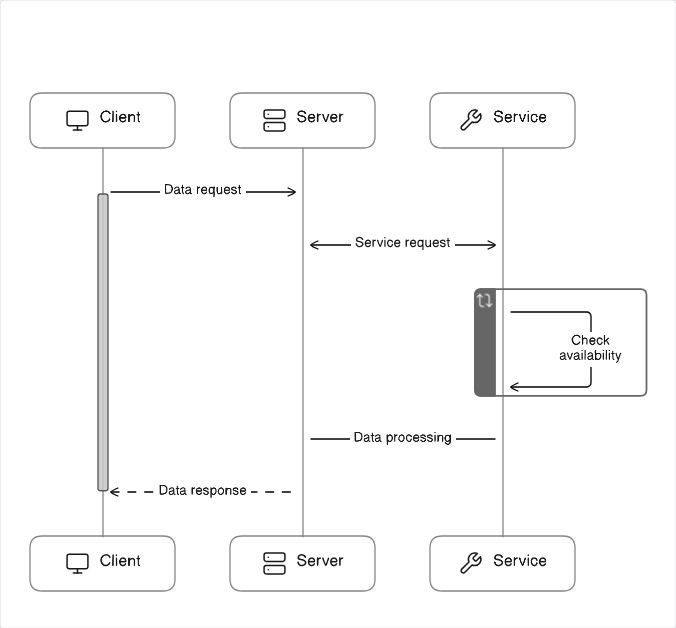 Client
Server
Service
Data request
Service request
Check
availability
Data processing
Data response
Client
Server
Service